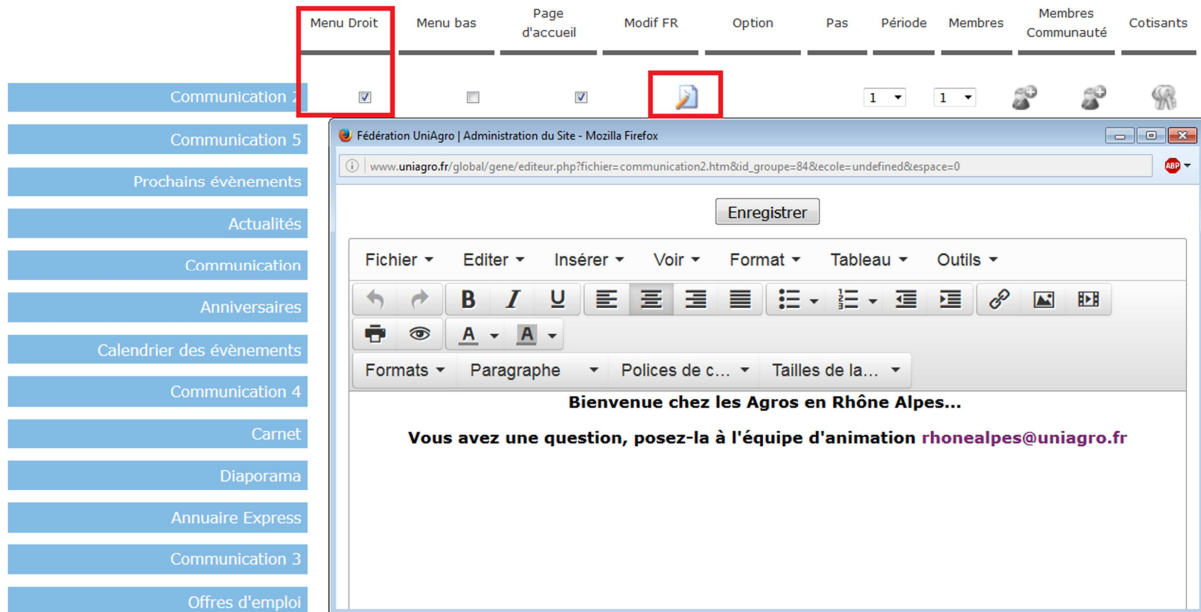 Menu Droit Menu bas Page d'accueil Modif FR Option Pas Période Membres Membres Communauté Cotisants
Communication 2 1 1
Communication 5
Prochains évènements
Actualités
Communication
Anniversaires
Calendrier des évènements
Communication 4
Carnet
Diaporama
Annuaire Express
Communication 3
Offres d'emploi
Fédération UniAgro | Administration du Site - Mozilla Firefox
www.uniagro.fr/global/gene/editeur.php?fichier=communication2.htm&id_groupe=84&ecole=undefined&espace=0
ABP
Enregistrer
Fichier Editer Insérer Voir Format Tableau Outils
B I U
A A
Formats Paragraphe Polices de c... Tailles de la...
Bienvenue chez les Agros en Rhône Alpes...
Vous avez une question, posez-la à l'équipe d'animation rhonealpes@uniagro.fr